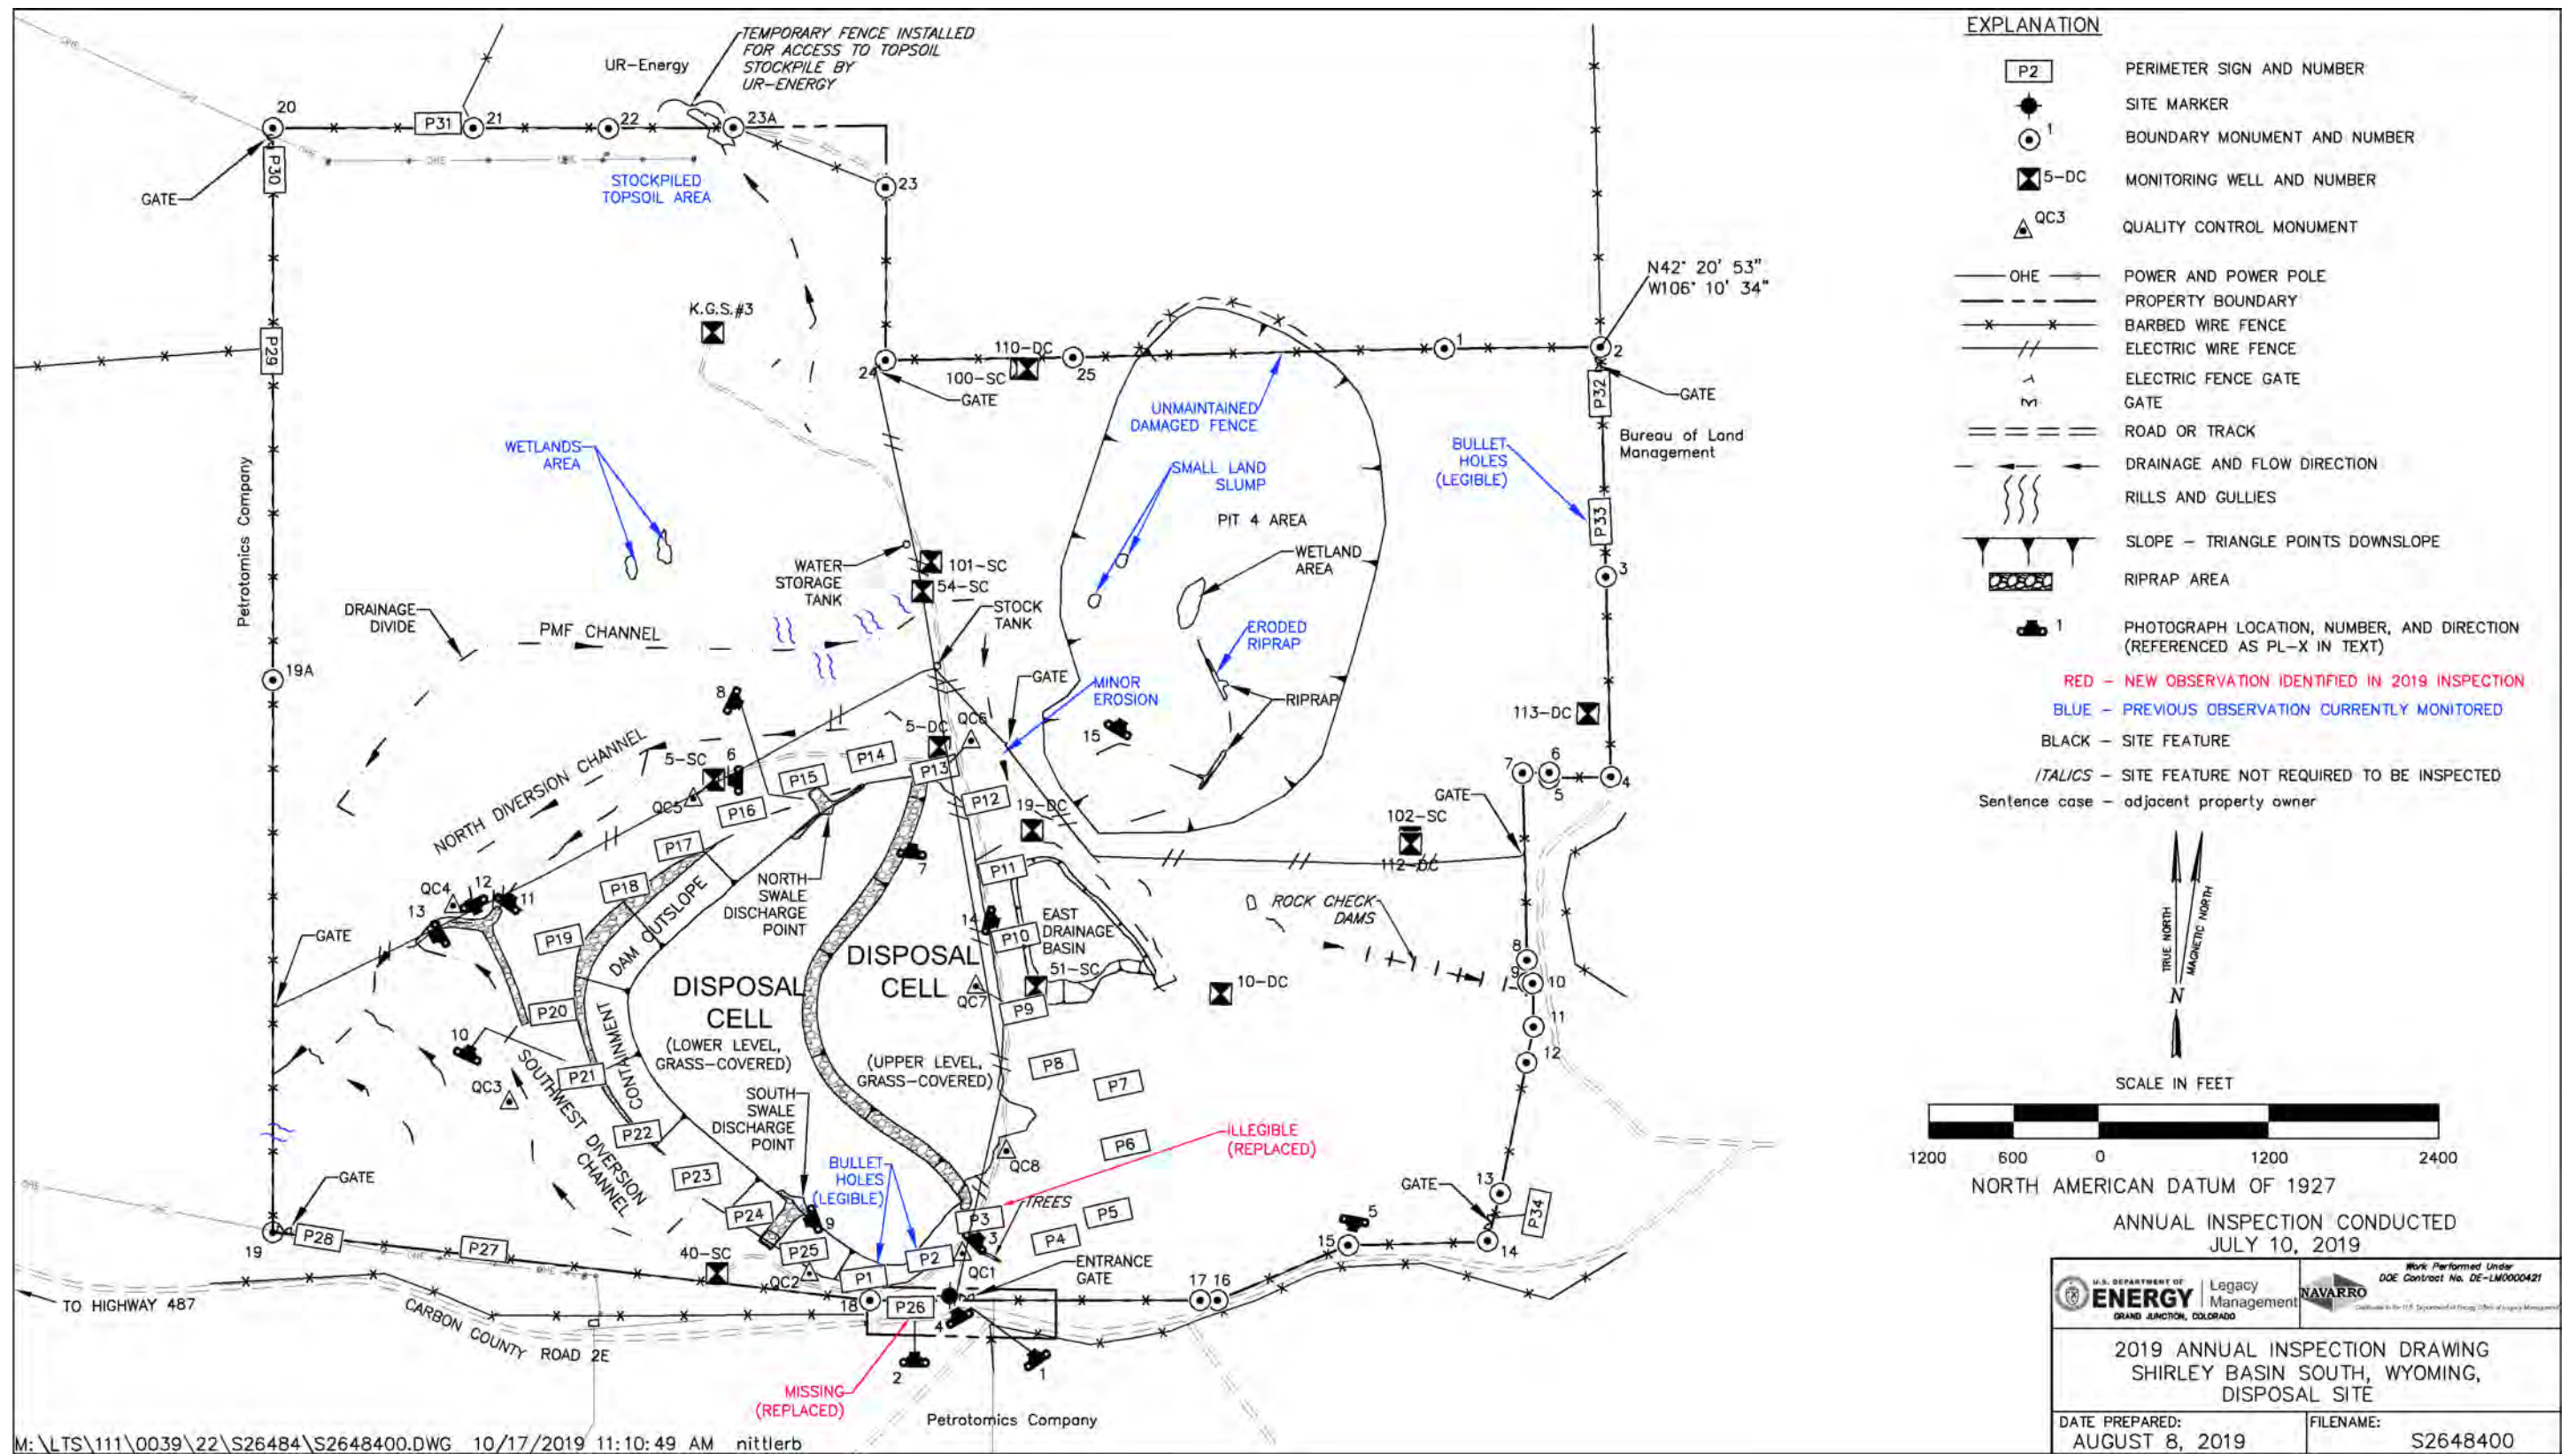 TEMPORARY FENCE INSTALLED
FOR ACCESS TO TOPSOIL
STOCKPILE BY
UR-ENERGY
UR-Energy
OHE
OHE
20
P31
21
22
23A
OHE
OHE
OHE
P30
GATE
STOCKPILED
TOPSOIL AREA
23
K.G.S.#3
N42° 20' 53"
W106° 10' 34"
P29
24
110-DC
100-SC
25
1
2
GATE
P32
GATE
UNMAINTAINED
DAMAGED FENCE
Bureau of Land
Management
WETLANDS
AREA
BULLET
HOLES
(LEGIBLE)
SMALL LAND
SLUMP
Petrotomics Company
PIT 4 AREA
P33
WATER
STORAGE
TANK
101-SC
54-SC
WETLAND
AREA
3
DRAINAGE
DIVIDE
PMF CHANNEL
STOCK
TANK
ERODED
RIPRAP
19A
8
GATE
MINOR
EROSION
RIPRAP
113-DC
NORTH DIVERSION CHANNEL
5-SC
6
5-DC
QC6
15
P14
P13
P15
P16
QC5
P12
19-DC
7
6
5
4
GATE
102-SC
112-DC
P17
P18
7
P11
NORTH
SWALE
DISCHARGE
POINT
QC4
12
11
13
14
EAST
DRAINAGE
BASIN
ROCK CHECK
DAMS
GATE
P19
DAM OUTSLOPE
P10
DISPOSAL
CELL
DISPOSAL
CELL
51-SC
QC7
10-DC
8
9
10
P20
P9
11
10
CONTAINMENT
(LOWER LEVEL,
GRASS-COVERED)
(UPPER LEVEL,
GRASS-COVERED)
P8
12
P7
QC3
P21
SOUTHWEST DIVERSION
CHANNEL
SOUTH
SWALE
DISCHARGE
POINT
P22
P6
ILLEGIBLE
(REPLACED)
QC8
BULLET
HOLES
(LEGIBLE)
P23
GATE
OHE
TREES
13
GATE
P34
P24
9
P3
P5
5
P28
19
P27
OHE
P25
P2
3
P4
15
14
40-SC
OHE
QC2
P1
QC1
ENTRANCE
GATE
17 16
18
P26
4
TO HIGHWAY 487
CARBON COUNTY ROAD 2E
2
1
MISSING
(REPLACED)
Petrotomics Company
M:\LTS\111\0039\22\S26484\S2648400.DWG 10/17/2019 11:10:49 AM nittlerb
EXPLANATION
P2 PERIMETER SIGN AND NUMBER
SITE MARKER
1 BOUNDARY MONUMENT AND NUMBER
5-DC MONITORING WELL AND NUMBER
QC3 QUALITY CONTROL MONUMENT
OHE POWER AND POWER POLE
PROPERTY BOUNDARY
BARBED WIRE FENCE
ELECTRIC WIRE FENCE
ELECTRIC FENCE GATE
GATE
ROAD OR TRACK
DRAINAGE AND FLOW DIRECTION
RILLS AND GULLIES
SLOPE - TRIANGLE POINTS DOWNSLOPE
RIPRAP AREA
1 PHOTOGRAPH LOCATION, NUMBER, AND DIRECTION
(REFERENCED AS PL-X IN TEXT)
RED - NEW OBSERVATION IDENTIFIED IN 2019 INSPECTION
BLUE - PREVIOUS OBSERVATION CURRENTLY MONITORED
BLACK - SITE FEATURE
ITALICS - SITE FEATURE NOT REQUIRED TO BE INSPECTED
Sentence case - adjacent property owner
TRUE NORTH
MAGNETIC NORTH
N
SCALE IN FEET
1200 600 0 1200 2400
NORTH AMERICAN DATUM OF 1927
ANNUAL INSPECTION CONDUCTED
JULY 10, 2019
U.S. DEPARTMENT OF
ENERGY
GRAND JUNCTION, COLORADO
Legacy
Management
NAVARRO
Work Performed Under
DOE Contract No. DE-LM0000421
2019 ANNUAL INSPECTION DRAWING
SHIRLEY BASIN SOUTH, WYOMING,
DISPOSAL SITE
DATE PREPARED:
AUGUST 8, 2019
FILENAME:
S2648400